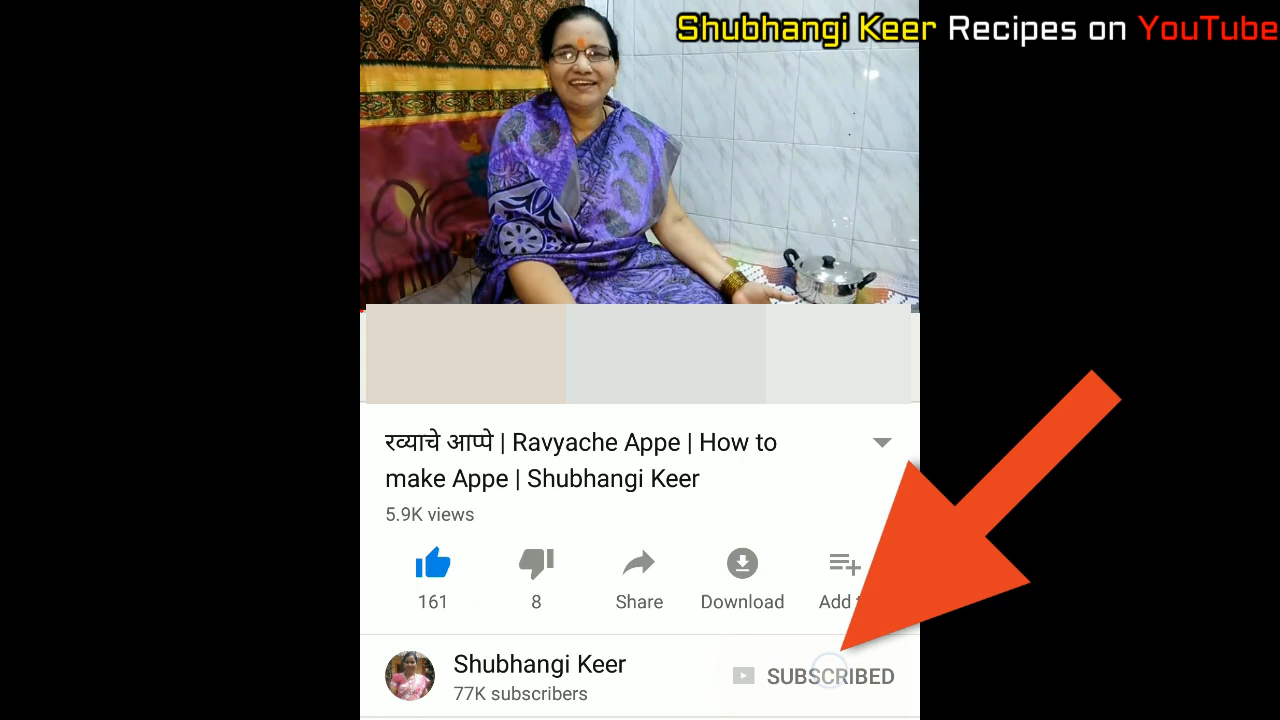 Shubhangi Keer Recipes on YouTube
रव्याचे आप्पे | Ravyache Appe | How to
make Appe | Shubhangi Keer
5.9K views
161 8 Share Download Add
Shubhangi Keer
77K subscribers
SUBSCRIBED